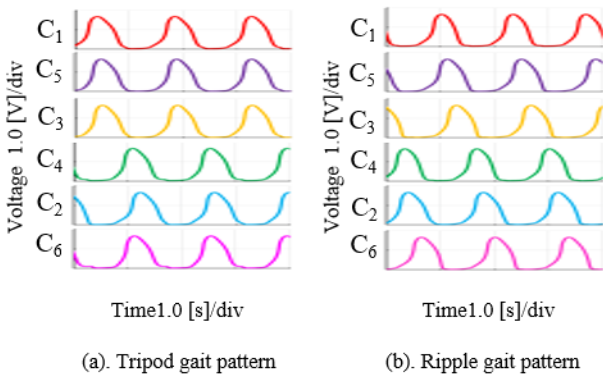 C1
C5
C3
C4
C2
C6
Voltage 1.0 [V]/div
Time1.0 [s]/div
(a). Tripod gait pattern
C1
C5
C3
C4
C2
C6
Voltage 1.0 [V]/div
Time1.0 [s]/div
(b). Ripple gait pattern